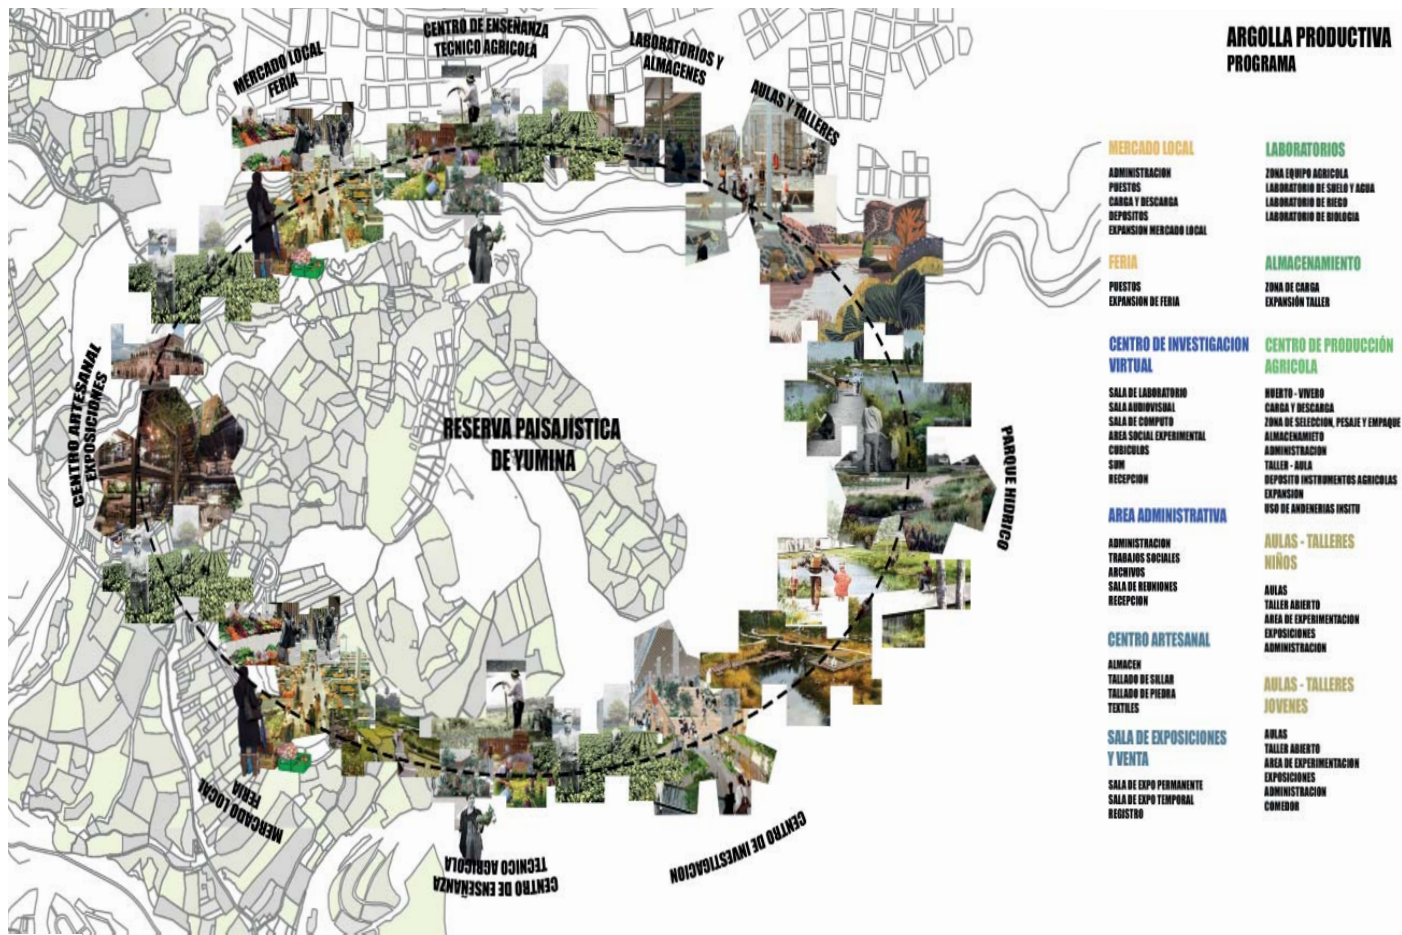 ARGOLLA PRODUCTIVA
PROGRAMA
CENTRO DE ENSEÑANZA
TECNICO AGRICOLA
MERCADO LOCAL
FERIA
LABORATORIOS Y
ALMACENES
AULAS Y TALLERES
CENTRO ARTESANAL
EXPOSICIONES
RESERVA PAISAJISTICA
DE YUMINA
PARQUE HIDRICO
MERCADO LOCAL
FERIA
CENTRO DE ENSEÑANZA
TECNICO AGRICOLA
CENTRO DE INVESTIGACION
MERCADO LOCAL
ADMINISTRACION
PUESTOS
CARGA Y DESCARGA
DEPOSITOS
EXPANSION MERCADO LOCAL
FERIA
PUESTOS
EXPANSION DE FERIA
CENTRO DE INVESTIGACION
VIRTUAL
SALA DE LABORATORIO
SALA AUDIOVISUAL
SALA DE COMPUTO
AREA SOCIAL EXPERIMENTAL
CUBICULOS
SUM
RECEPCION
AREA ADMINISTRATIVA
ADMINISTRACION
TRABAJOS SOCIALES
ARCHIVOS
SALA DE REUNIONES
RECEPCION
CENTRO ARTESANAL
ALMACEN
TALLADO DE SILLAR
TALLADO DE PIEDRA
TEXTILES
SALA DE EXPOSICIONES
Y VENTA
SALA DE EXPO PERMANENTE
SALA DE EXPO TEMPORAL
REGISTRO
LABORATORIOS
ZONA EQUIPO AGRICOLA
LABORATORIO DE SUELO Y AGUA
LABORATORIO DE RIEGO
LABORATORIO DE BIOLOGIA
ALMACENAMIENTO
ZONA DE CARGA
EXPANSIÓN TALLER
CENTRO DE PRODUCCIÓN
AGRICOLA
HUERTO - VIVERO
CARGA Y DESCARGA
ZONA DE SELECCION, PESAJE Y EMPAQUE
ALMACENAMIETO
ADMINISTRACION
TALLER - AULA
DEPOSITO INSTRUMENTOS AGRICOLAS
EXPANSION
USO DE ANDENERIAS INSITU
AULAS - TALLERES
NIÑOS
AULAS
TALLER ABIERTO
AREA DE EXPERIMENTACION
EXPOSICIONES
ADMINISTRACION
AULAS - TALLERES
JOVENES
AULAS
TALLER ABIERTO
AREA DE EXPERIMENTACION
EXPOSICIONES
ADMINISTRACION
COMEDOR